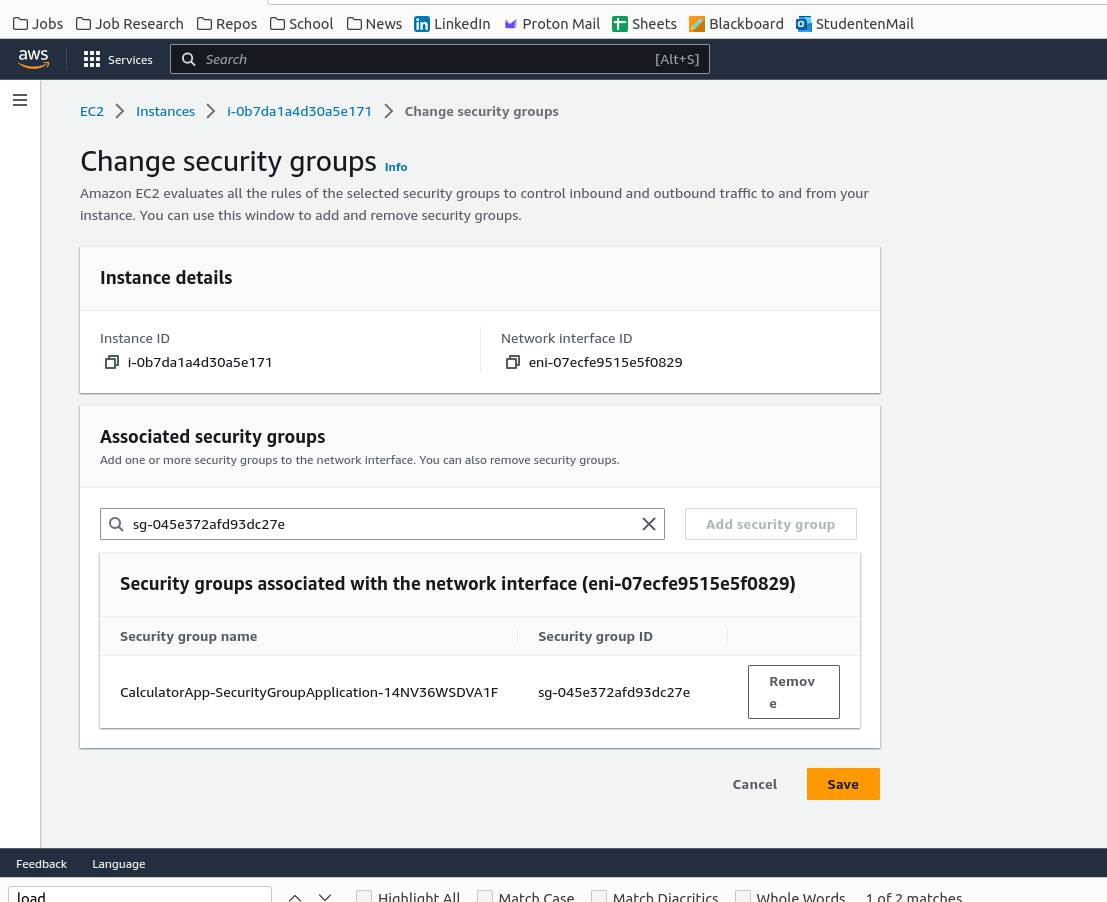 Jobs Job Research Repos School News LinkedIn Proton Mail Sheets Blackboard StudentenMail
aws Services Search [Alt+S]
EC2 Instances i-0b7da1a4d30a5e171 Change security groups
Change security groups Info
Amazon EC2 evaluates all the rules of the selected security groups to control inbound and outbound traffic to and from your
instance. You can use this window to add and remove security groups.
Instance details
Instance ID Network interface ID
i-0b7da1a4d30a5e171 eni-07ecfe9515e5f0829
Associated security groups
Add one or more security groups to the network interface. You can also remove security groups.
sg-045e372afd93dc27e Add security group
Security groups associated with the network interface (eni-07ecfe9515e5f0829)
Security group name Security group ID
CalculatorApp-SecurityGroupApplication-14NV36WSDVA1F sg-045e372afd93dc27e Remov
e
Cancel Save
Feedback Language
load Highlight All Match Case Match Diacritics Whole Words 1 of 2 matches